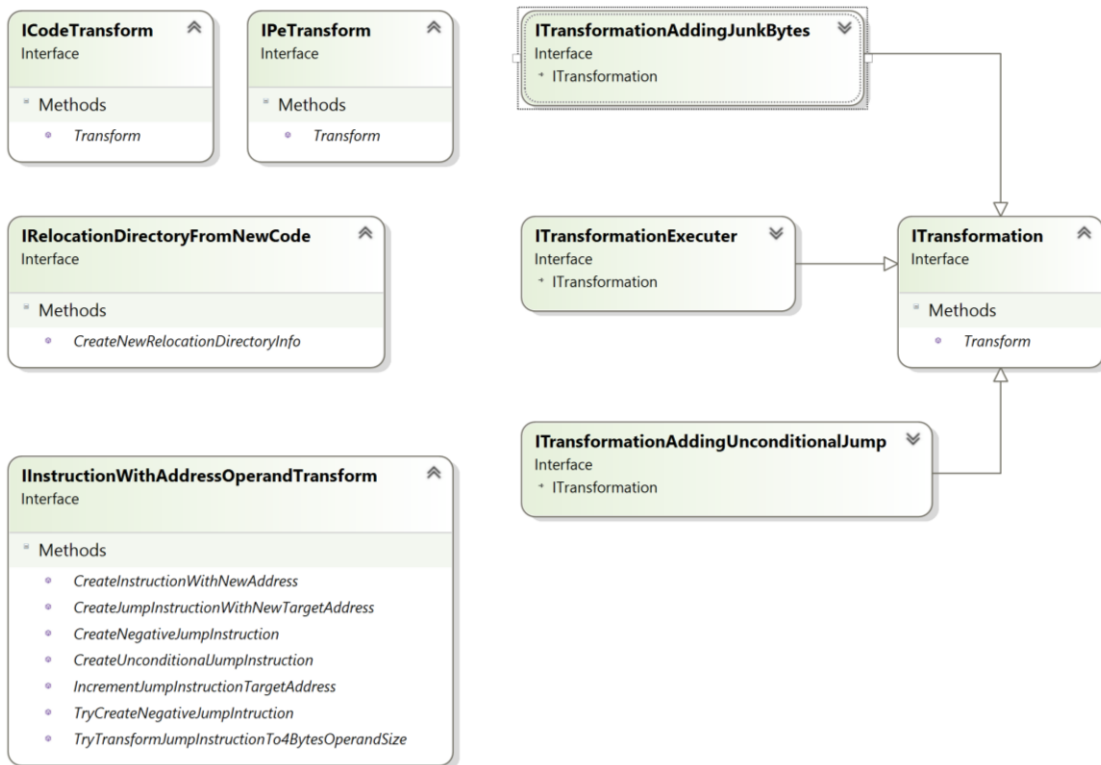 ICodeTransform
Interface
Methods
Transform
IPeTransform
Interface
Methods
Transform
ITransformationAddingJunkBytes
Interface
ITransformation
IRelocationDirectoryFromNewCode
Interface
Methods
CreateNewRelocationDirectoryInfo
ITransformationExecuter
Interface
ITransformation
ITransformation
Interface
Methods
Transform
IInstructionWithAddressOperandTransform
Interface
Methods
CreateInstructionWithNewAddress
CreateJumpInstructionWithNewTargetAddress
CreateNegativeJumpInstruction
CreateUnconditionalJumpInstruction
IncrementJumpInstructionTargetAddress
TryCreateNegativeJumpIntruction
TryTransformJumpInstructionTo4BytesOperandSize
ITransformationAddingUnconditionalJump
Interface
ITransformation